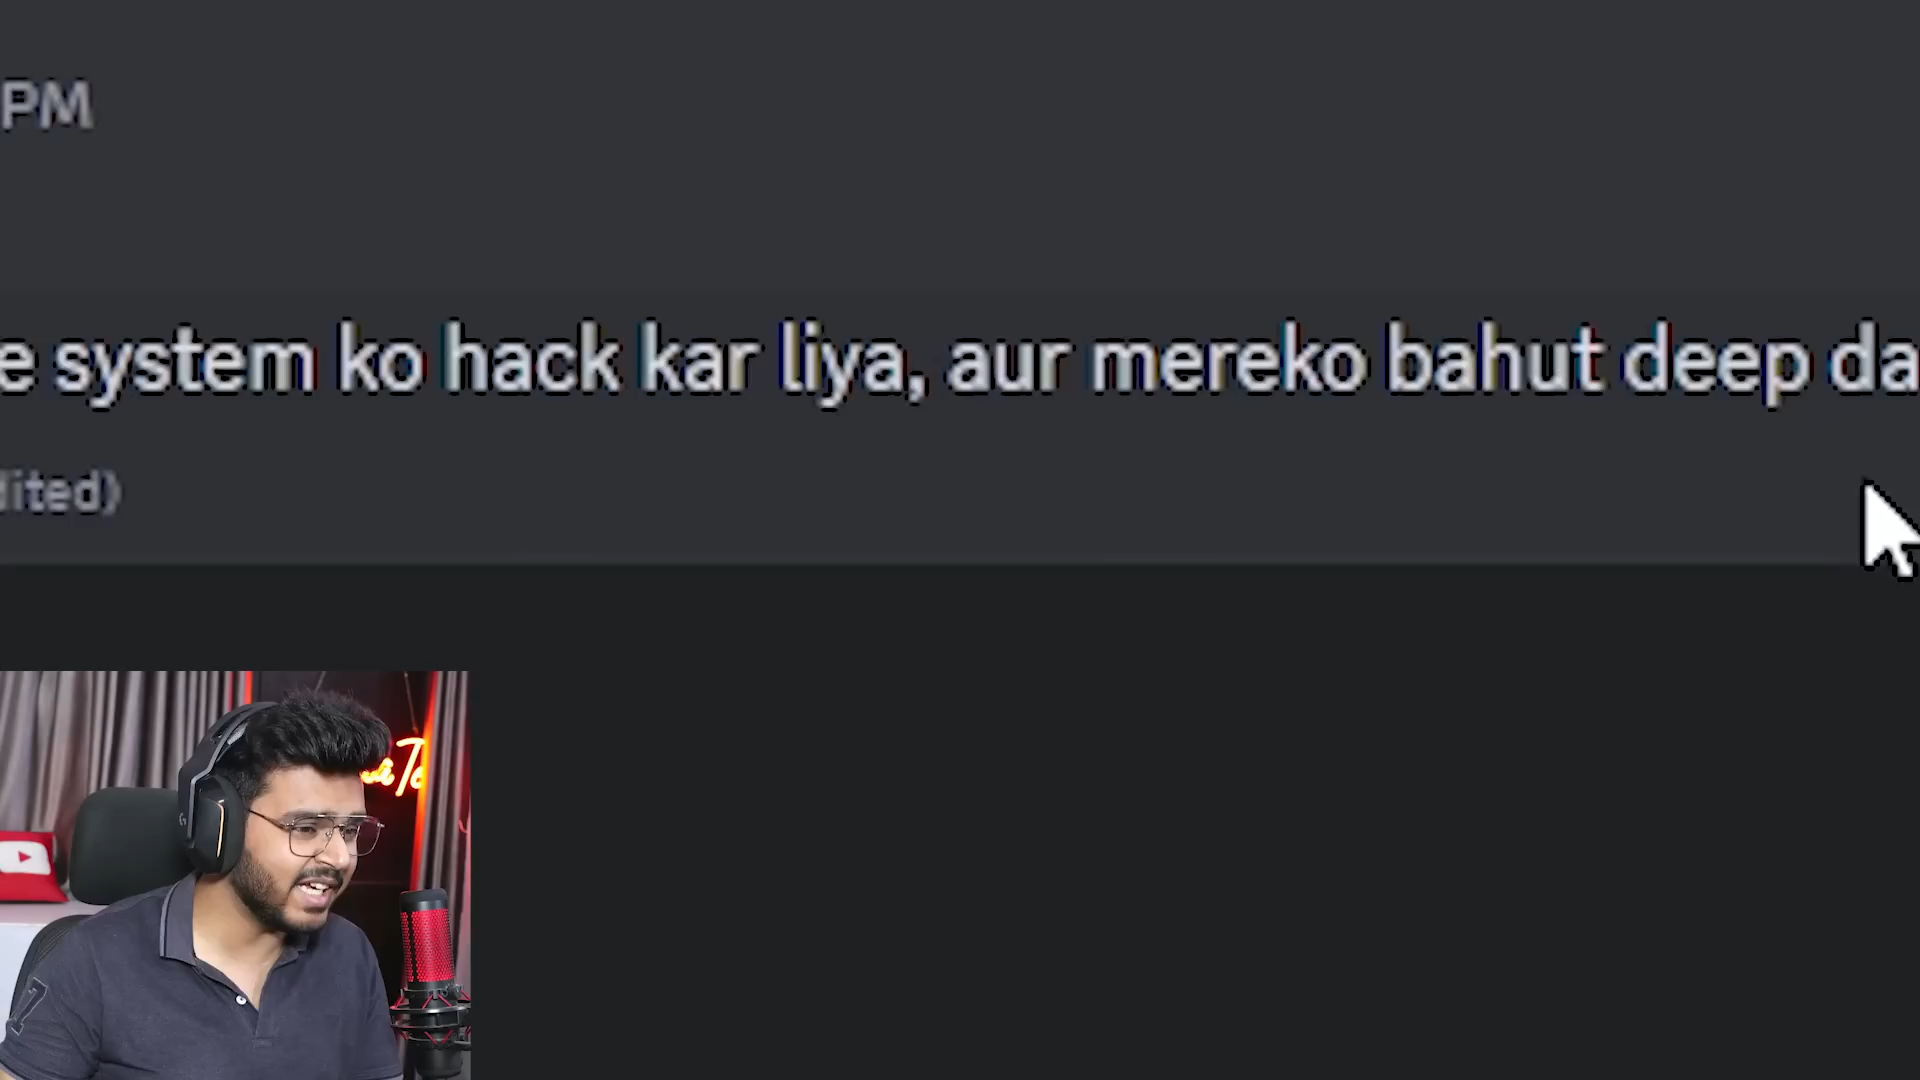 PM
e system ko hack kar liya, aur mereko bahut deep da
dited)